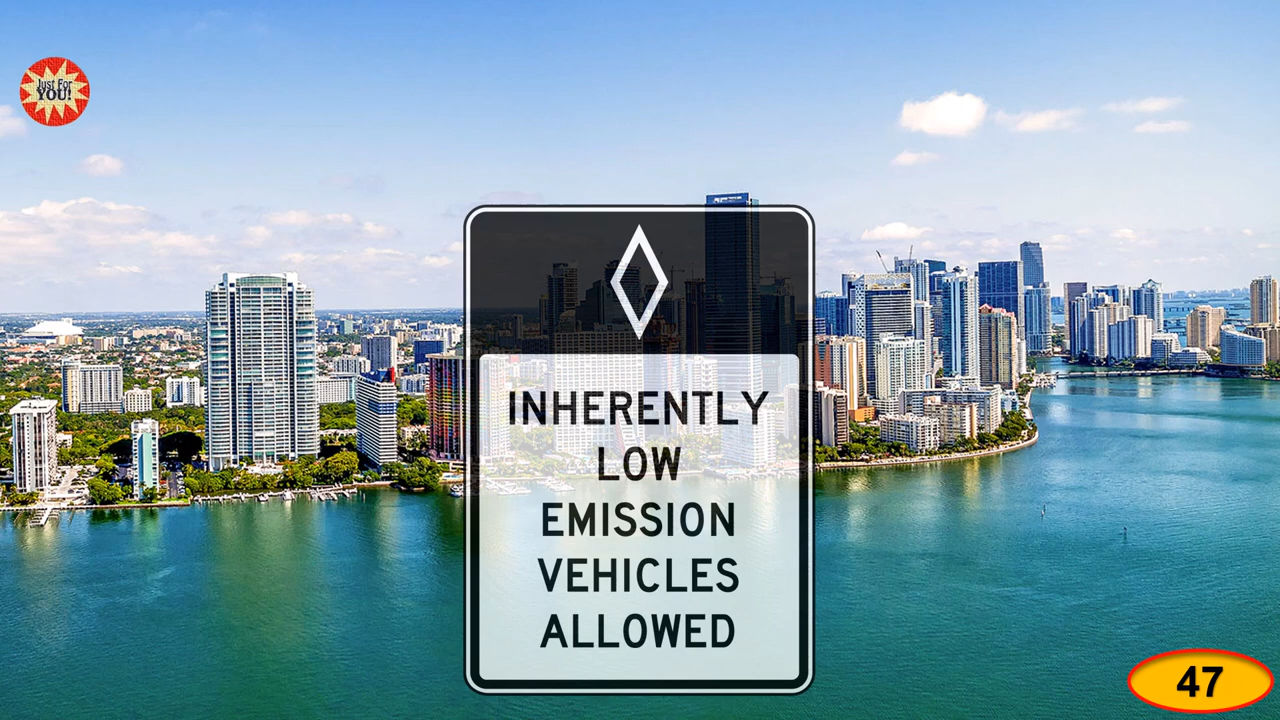 Just For
YOU!
INHERENTLY
LOW
EMISSION
VEHICLES
ALLOWED
47